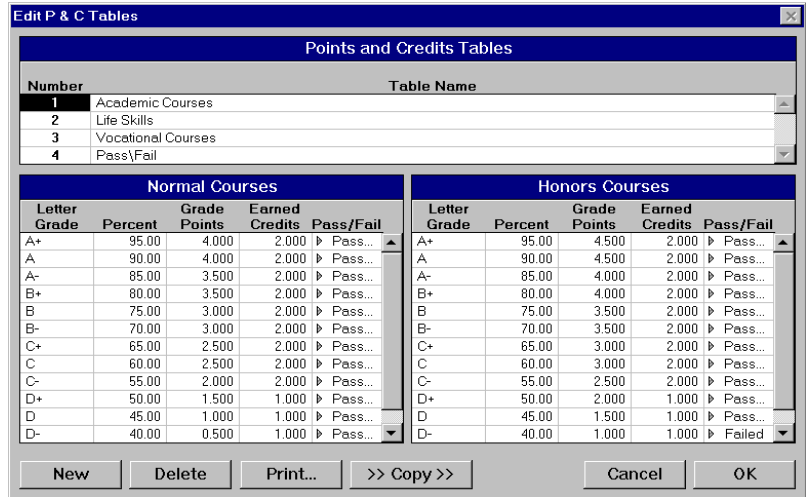 Edit P & C Tables
Points and Credits Tables
Number Table Name
1 Academic Courses
2 Life Skills
3 Vocational Courses
4 Pass\Fail
Normal Courses
Letter Grade Earned
Grade Percent Points Credits Pass/Fail
A+ 95.00 4.000 2.000 Pass...
A 90.00 4.000 2.000 Pass...
A- 85.00 3.500 2.000 Pass...
B+ 80.00 3.500 2.000 Pass...
B 75.00 3.000 2.000 Pass...
B- 70.00 3.000 2.000 Pass...
C+ 65.00 2.500 2.000 Pass...
C 60.00 2.500 2.000 Pass...
C- 55.00 2.000 2.000 Pass...
D+ 50.00 1.500 1.000 Pass...
D 45.00 1.000 1.000 Pass...
D- 40.00 0.500 1.000 Pass...
Honors Courses
Letter Grade Earned
Grade Percent Points Credits Pass/Fail
A+ 95.00 4.500 2.000 Pass...
A 90.00 4.500 2.000 Pass...
A- 85.00 4.000 2.000 Pass...
B+ 80.00 4.000 2.000 Pass...
B 75.00 3.500 2.000 Pass...
B- 70.00 3.500 2.000 Pass...
C+ 65.00 3.000 2.000 Pass...
C 60.00 3.000 2.000 Pass...
C- 55.00 2.500 2.000 Pass...
D+ 50.00 2.000 1.000 Pass...
D 45.00 1.500 1.000 Pass...
D- 40.00 1.000 1.000 Failed
New Delete Print... >> Copy >> Cancel OK